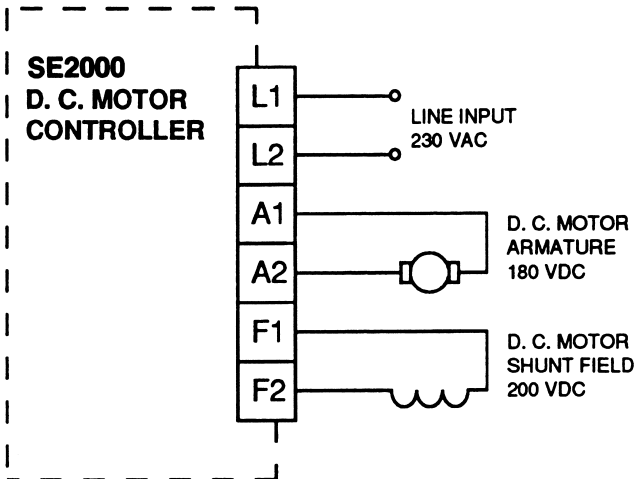 SE2000
D. C. MOTOR
CONTROLLER
L1
L2
A1
A2
F1
F2
LINE INPUT
230 VAC
D. C. MOTOR
ARMATURE
180 VDC
D. C. MOTOR
SHUNT FIELD
200 VDC